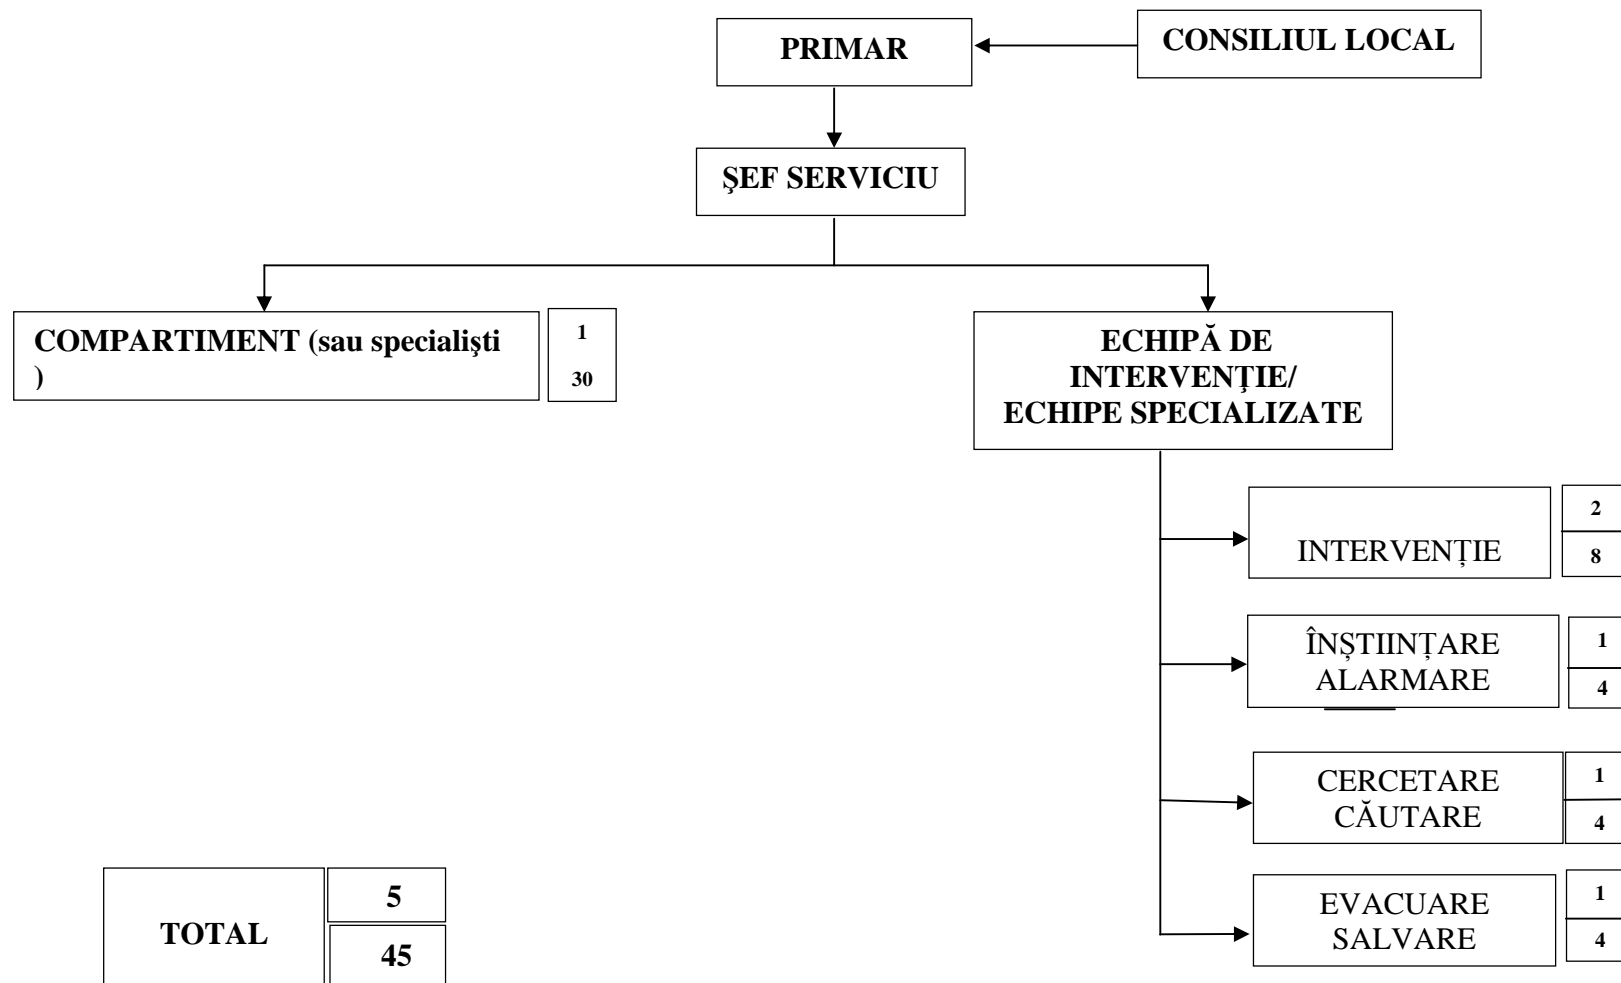 PRIMAR
CONSILIUL LOCAL
ŞEF SERVICIU
COMPARTIMENT (sau specialişti
)
1
30
ECHIPĂ DE
INTERVENŢIE/
ECHIPE SPECIALIZATE
INTERVENȚIE
2
8
ÎNȘTIINȚARE
ALARMARE
1
4
CERCETARE
CĂUTARE
1
4
EVACUARE
SALVARE
1
4
TOTAL
5
45